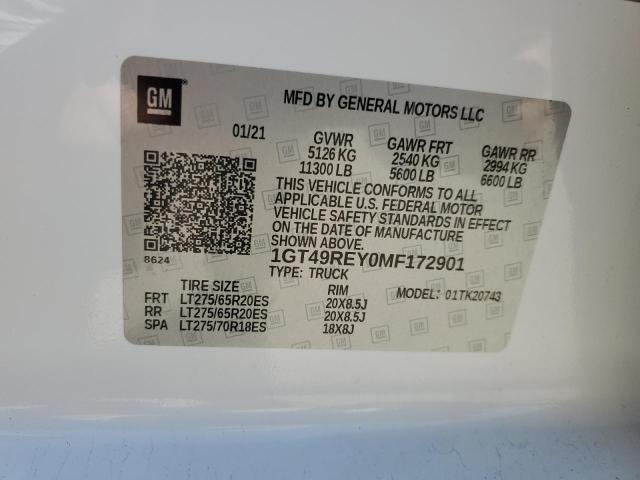 GM
MFD BY GENERAL MOTORS LLC
01/21 GVWR GAWR FRT GAWR RR
5126 KG 2540 KG 2994 KG
11300 LB 5600 LB 6600 LB
THIS VEHICLE CONFORMS TO ALL
APPLICABLE U.S. FEDERAL MOTOR
VEHICLE SAFETY STANDARDS IN EFFECT
ON THE DATE OF MANUFACTURE
SHOWN ABOVE.
8624
1GT49REY0MF172901
TYPE: TRUCK
TIRE SIZE RIM MODEL: 01TK20743
FRT LT275/65R20ES 20X8.5J
RR LT275/65R20ES 20X8.5J
SPA LT275/70R18ES 18X8J